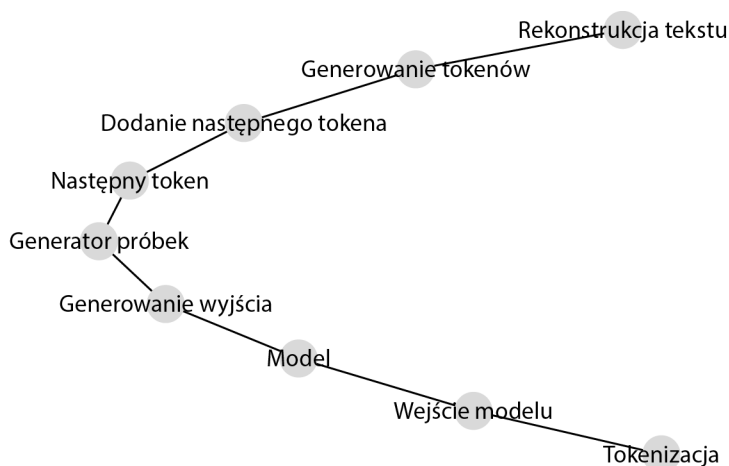 Rekonstrukcja tekstu
Generowanie tokenów
Dodanie następnego tokena
Następny token
Generator próbek
Generowanie wyjścia
Model
Wejście modelu
Tokenizacja